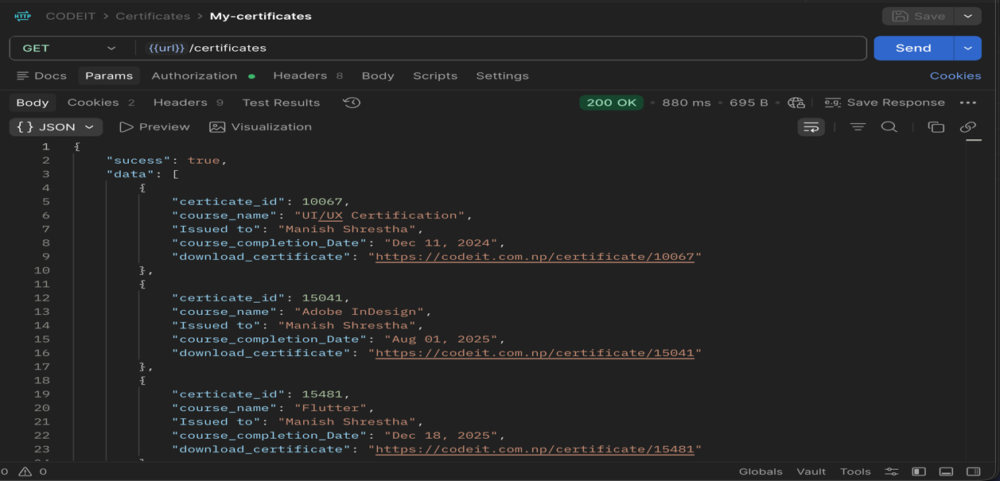 HTTP CODEIT > Certificates > My-certificates Save
GET {{url}} /certificates Send
Docs Params Authorization Headers 8 Body Scripts Settings Cookies
Body Cookies 2 Headers 9 Test Results 200 OK 880 ms 695 B e.g. Save Response
{} JSON Preview Visualization
1 {
2 "sucess": true,
3 "data": [
4 {
5 "certicate_id": 10067,
6 "course_name": "UI/UX Certification",
7 "Issued to": "Manish Shrestha",
8 "course_completion_Date": "Dec 11, 2024",
9 "download_certificate": "https://codeit.com.np/certificate/10067"
10 },
11 {
12 "certicate_id": 15041,
13 "course_name": "Adobe InDesign",
14 "Issued to": "Manish Shrestha",
15 "course_completion_Date": "Aug 01, 2025",
16 "download_certificate": "https://codeit.com.np/certificate/15041"
17 },
18 {
19 "certicate_id": 15481,
20 "course_name": "Flutter",
21 "Issued to": "Manish Shrestha",
22 "course_completion_Date": "Dec 18, 2025",
23 "download_certificate": "https://codeit.com.np/certificate/15481"
0 0 Globals Vault Tools